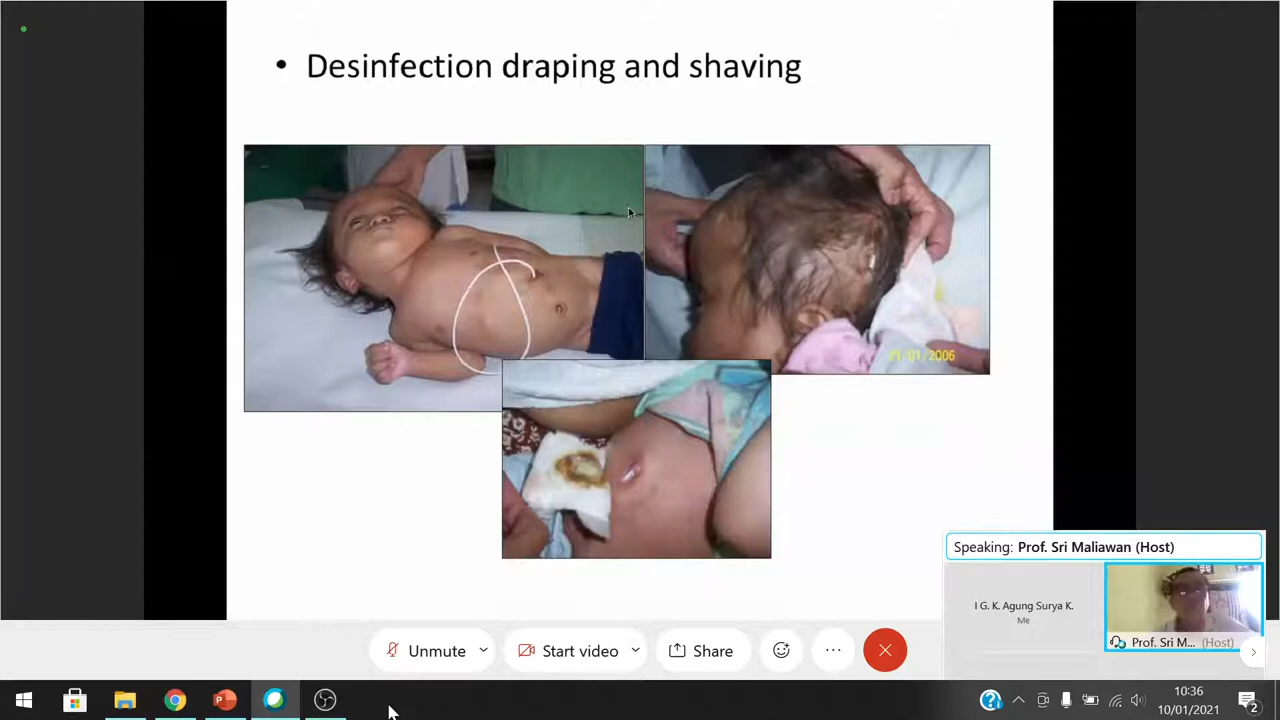 • Desinfection draping and shaving
21/01/2006
Speaking: Prof. Sri Maliawan (Host)
I G. K. Agung Surya K.
Me
Prof. Sri M... (Host)
Unmute
Start video
Share
10:36
10/01/2021
2